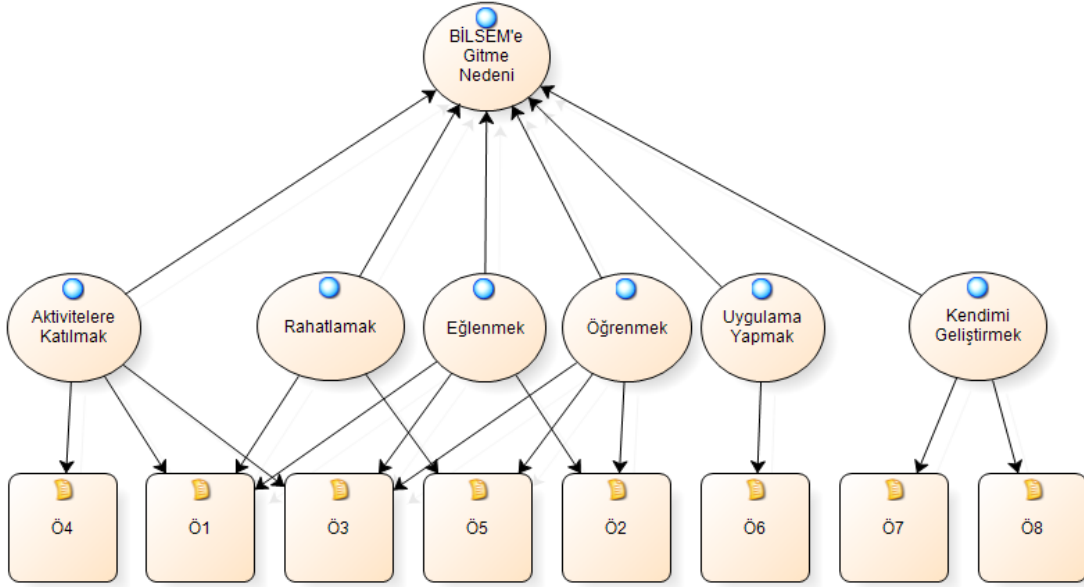 BİLSEM'e
Gitme
Nedeni
Aktivitelere
Katılmak
Rahatlamak
Eğlenmek
Öğrenmek
Uygulama
Yapmak
Kendimi
Geliştirmek
Ö4
Ö1
Ö3
Ö5
Ö2
Ö6
Ö7
Ö8